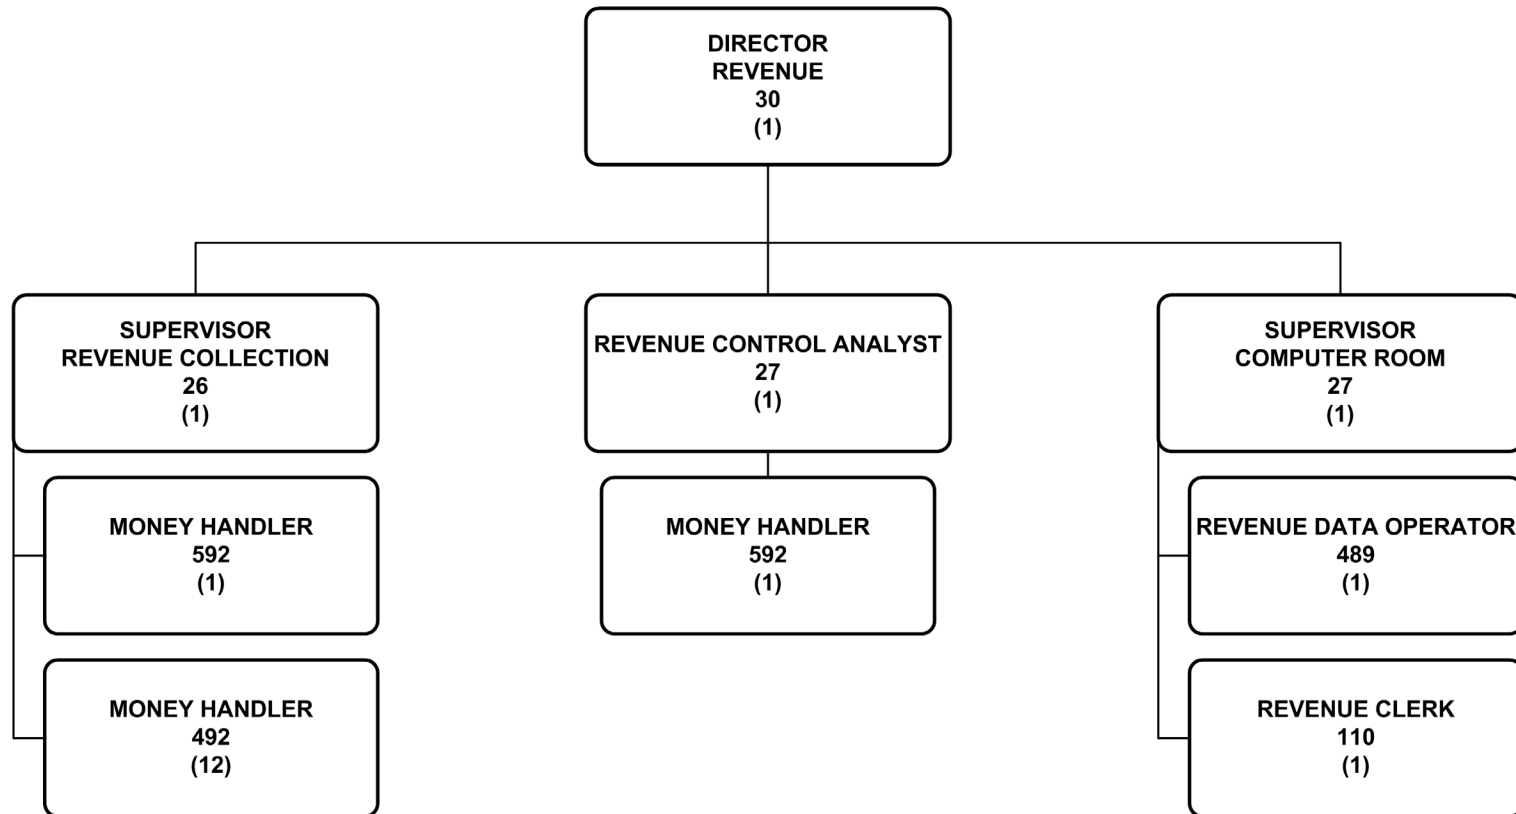 DIRECTOR
REVENUE
30
(1)
SUPERVISOR
REVENUE COLLECTION
26
(1)
REVENUE CONTROL ANALYST
27
(1)
SUPERVISOR
COMPUTER ROOM
27
(1)
MONEY HANDLER
592
(1)
MONEY HANDLER
592
(1)
REVENUE DATA OPERATOR
489
(1)
MONEY HANDLER
492
(12)
REVENUE CLERK
110
(1)